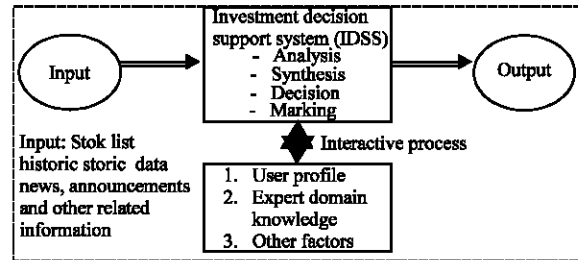 Investment decision
support system (IDSS)
- Analysis
- Synthesis
- Decision
- Marking
Input
Output
Input: Stok list
historic storic data
news, announcements
and other related
information
Interactive process
1. User profile
2. Expert domain
knowledge
3. Other factors